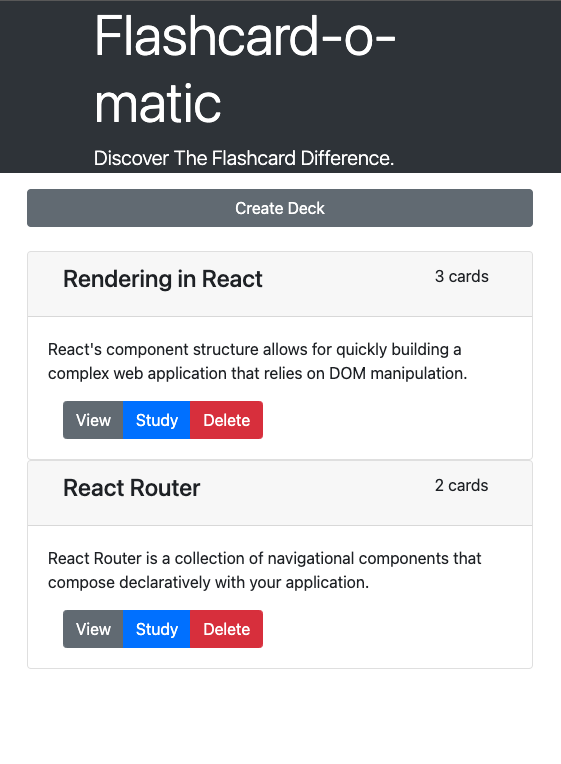 Flashcard-o-
matic
Discover The Flashcard Difference.
Create Deck
Rendering in React
3 cards
React's component structure allows for quickly building a
complex web application that relies on DOM manipulation.
View Study Delete
React Router
2 cards
React Router is a collection of navigational components that
compose declaratively with your application.
View Study Delete